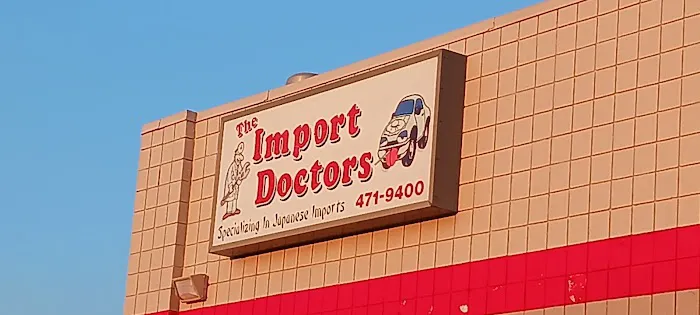 The
Import
Doctors
Specializing In Japanese Imports
471-9400